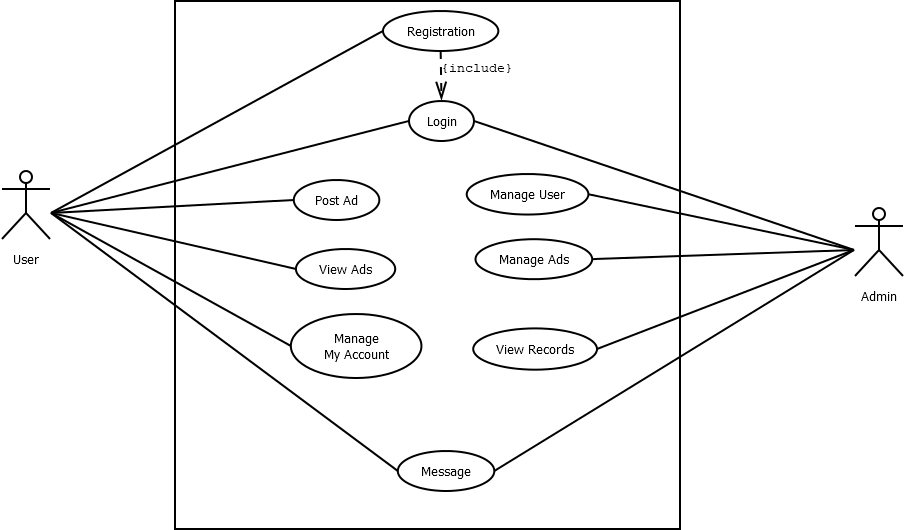 Registration
{include}
Login
Post Ad
Manage User
View Ads
Manage Ads
User
Admin
Manage
My Account
View Records
Message